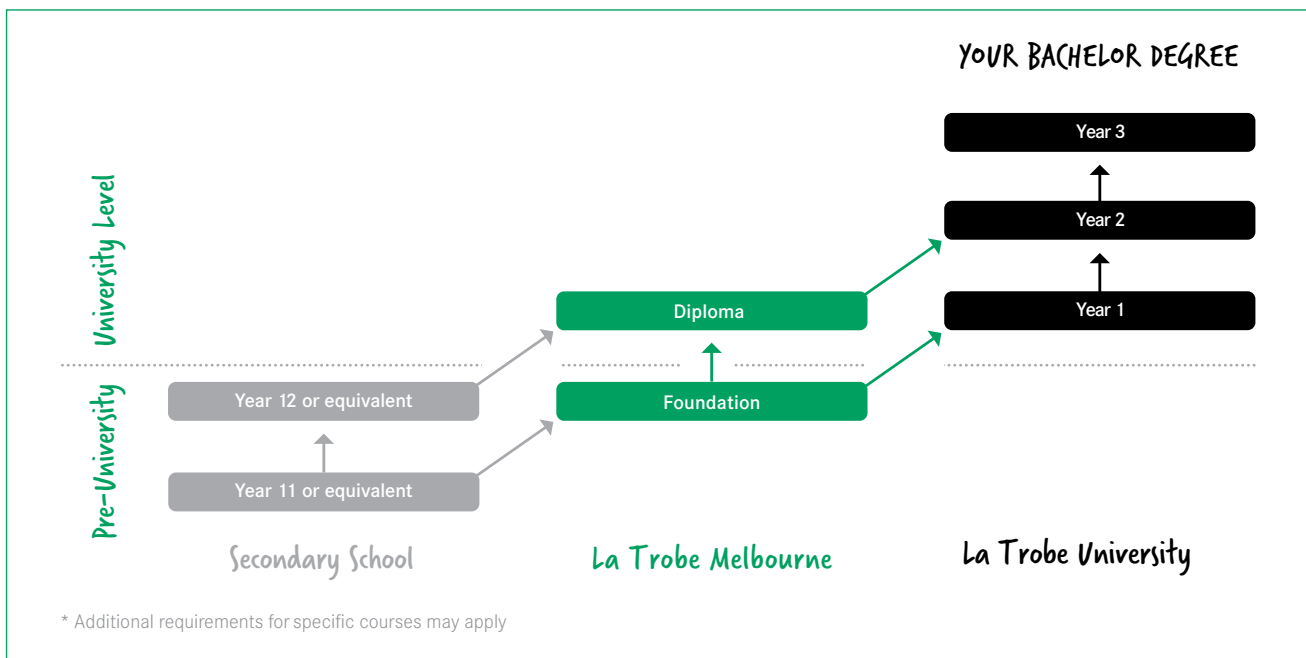 YOUR BACHELOR DEGREE
Year 3
University Level
Year 2
Diploma
Year 1
Pre-University
Year 12 or equivalent
Foundation
Year 11 or equivalent
Secondary School
La Trobe Melbourne
La Trobe University
* Additional requirements for specific courses may apply